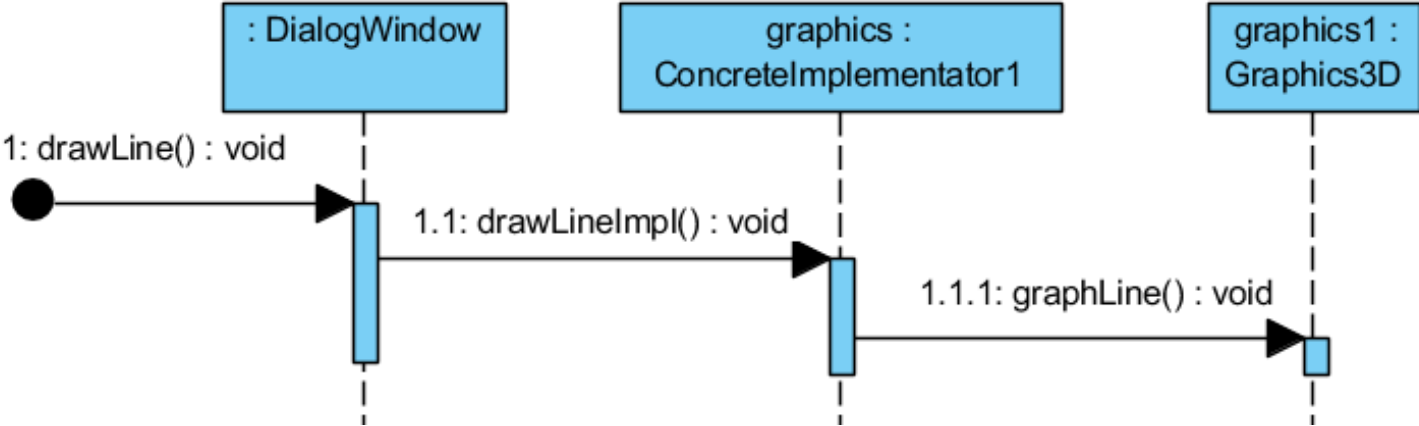 : DialogWindow
graphics :
ConcreteImplementator1
graphics1 :
Graphics3D
1: drawLine() : void
1.1: drawLineImpl() : void
1.1.1: graphLine() : void